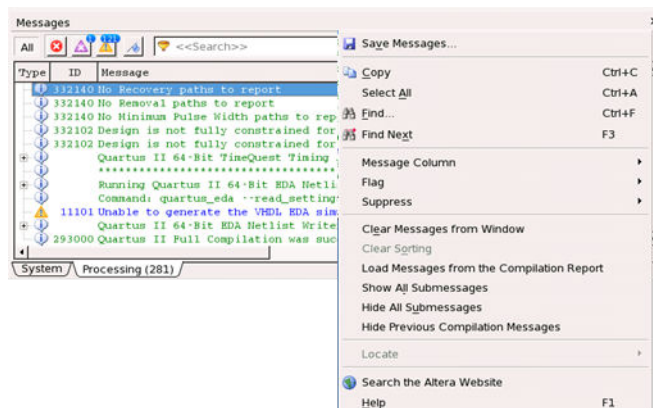 Messages
All 1 121 <<Search>>
Type ID Message
332140 No Recovery paths to report
332140 No Removal paths to report
332140 No Minimum Pulse Width paths to rep
332102 Design is not fully constrained for
332102 Design is not fully constrained for
Quartus II 64-Bit TimeQuest Timing
************************************
Running Quartus II 64-Bit EDA Netli
Command: quartus_eda --read_setting
11101 Unable to generate the VHDL EDA sim
Quartus II 64-Bit EDA Netlist Write
293000 Quartus II Full Compilation was suc
System Processing (281)
Save Messages...
Copy Ctrl+C
Select All Ctrl+A
Find... Ctrl+F
Find Next F3
Message Column
Flag
Suppress
Clear Messages from Window
Clear Sorting
Load Messages from the Compilation Report
Show All Submessages
Hide All Submessages
Hide Previous Compilation Messages
Locate
Search the Altera Website
Help F1